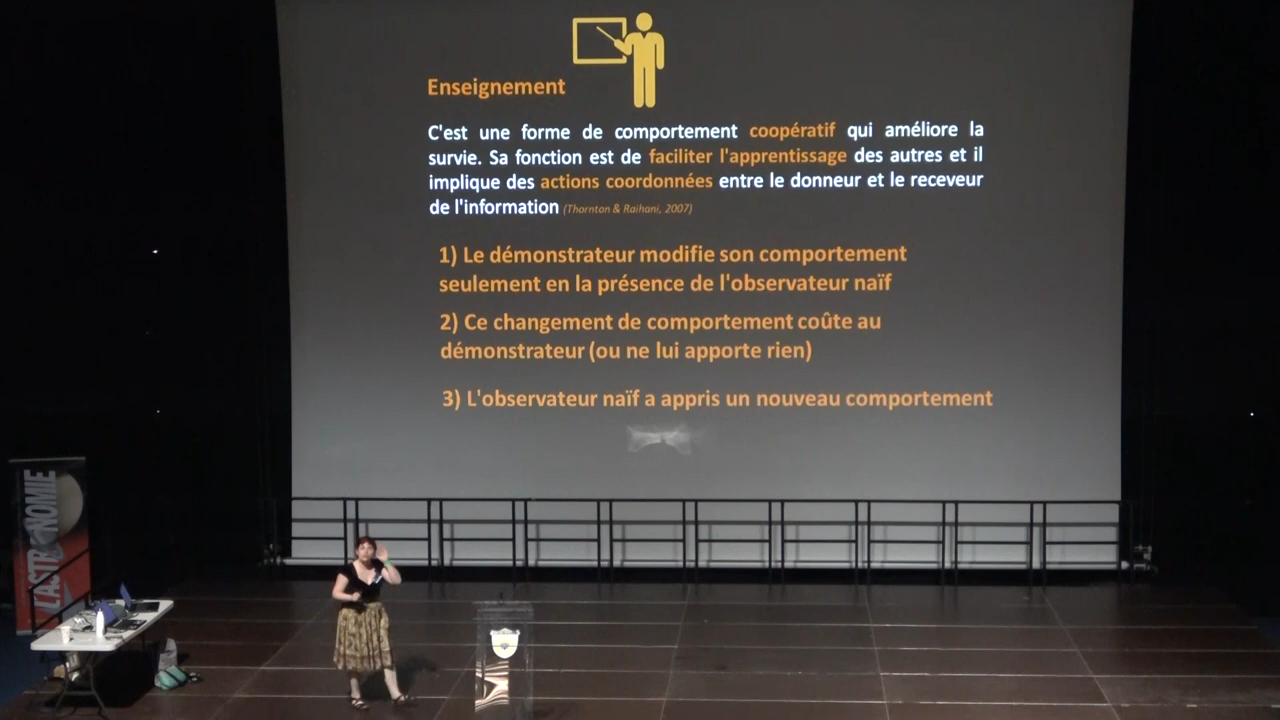 Enseignement
C'est une forme de comportement coopératif qui améliore la
survie. Sa fonction est de faciliter l'apprentissage des autres et il
implique des actions coordonnées entre le donneur et le receveur
de l'information (Thornton & Raihani, 2007)
1) Le démonstrateur modifie son comportement
seulement en la présence de l'observateur naïf
2) Ce changement de comportement coûte au
démonstrateur (ou ne lui apporte rien)
3) L'observateur naïf a appris un nouveau comportement
L'ASTRONOMIE